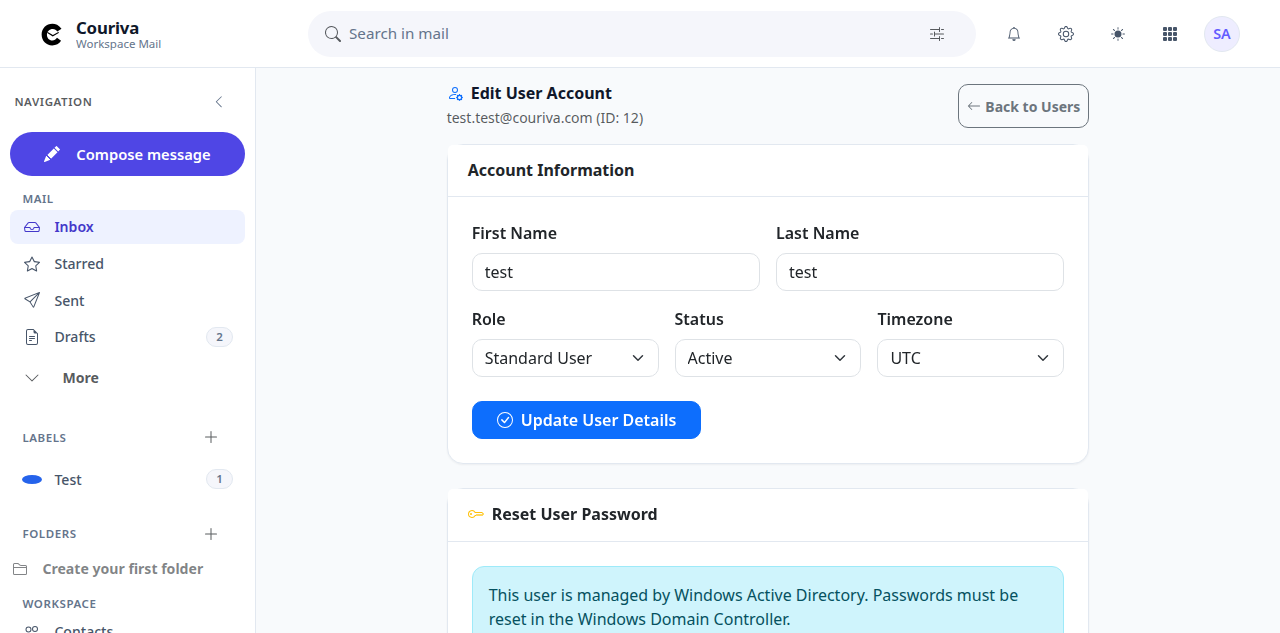 Couriva
Workspace Mail
Search in mail
SA
NAVIGATION
Compose message
MAIL
Inbox
Starred
Sent
Drafts 2
More
LABELS
Test 1
FOLDERS
Create your first folder
WORKSPACE
Contacts
Edit User Account
test.test@couriva.com (ID: 12)
Back to Users
Account Information
First Name Last Name
test test
Role Status Timezone
Standard User Active UTC
Update User Details
Reset User Password
This user is managed by Windows Active Directory. Passwords must be
reset in the Windows Domain Controller.